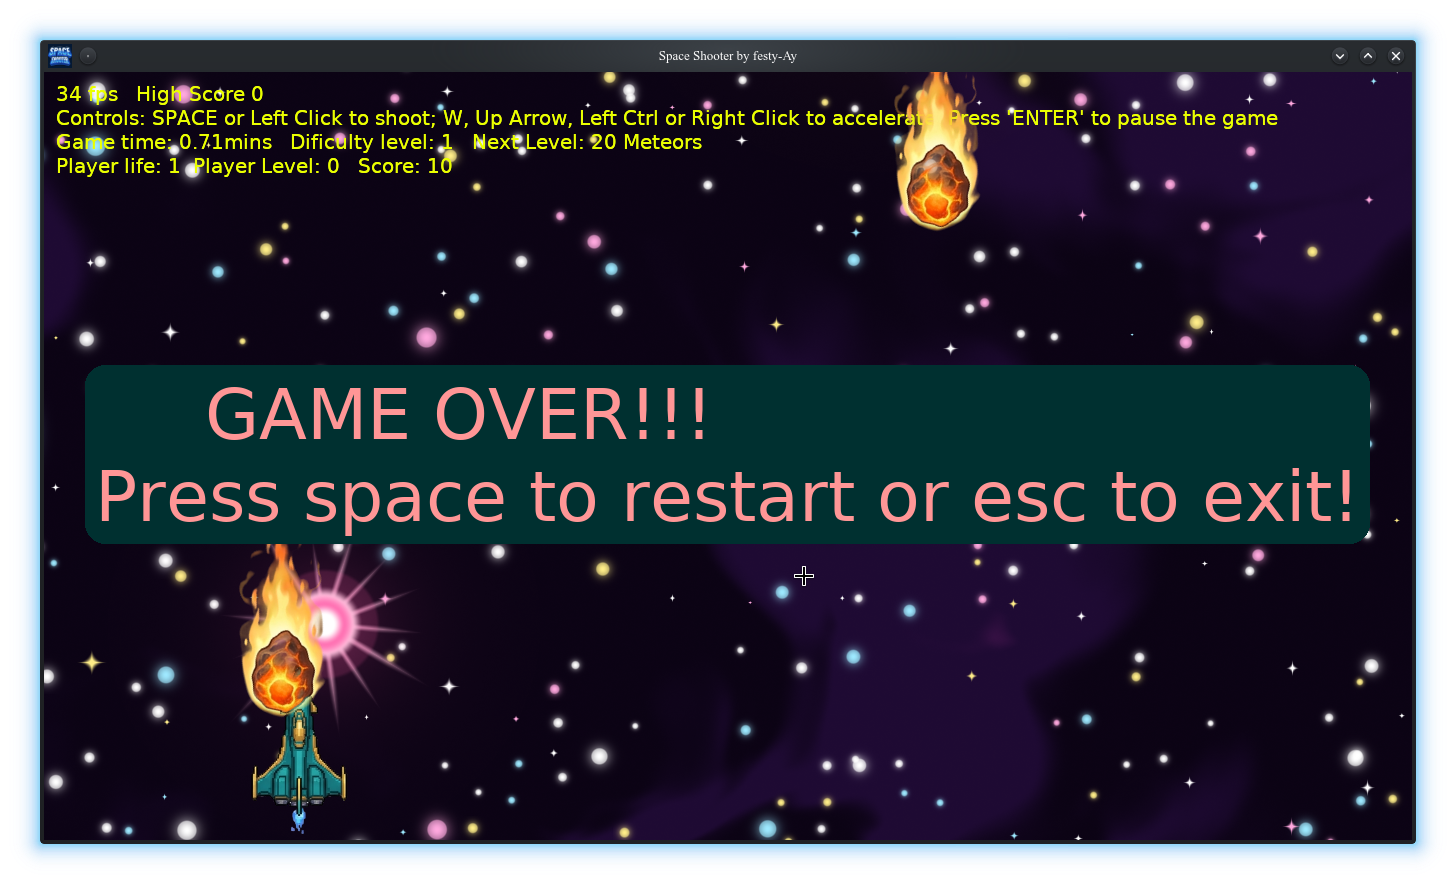 SPACE SHOOTER
Space Shooter by festy-Ay
34 fps High Score 0
Controls: SPACE or Left Click to shoot; W, Up Arrow, Left Ctrl or Right Click to accelerate. Press 'ENTER' to pause the game
Game time: 0.71mins Dificulty level: 1 Next Level: 20 Meteors
Player life: 1 Player Level: 0 Score: 10
GAME OVER!!!
Press space to restart or esc to exit!